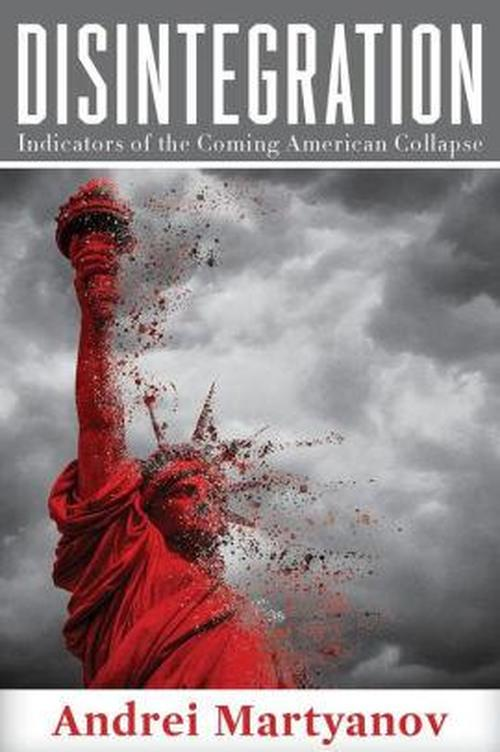 DISINTEGRATION
Indicators of the Coming American Collapse
Andrei Martyanov